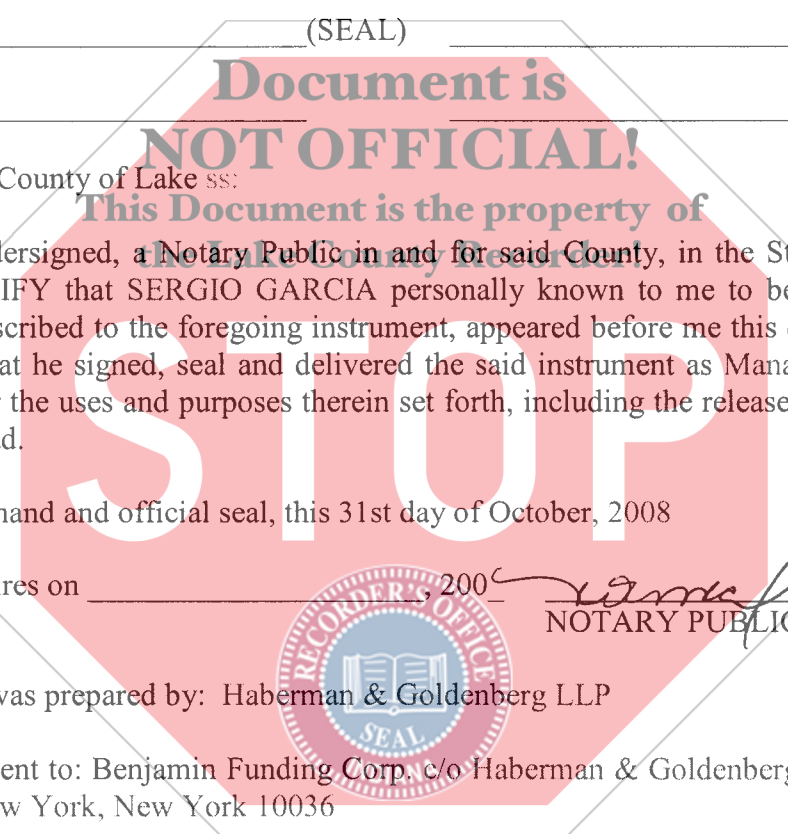 (SEAL)
Document is
NOT OFFICIAL!
County of Lake ss:
This Document is the property of
the Lake County Recorder!
dersigned, a Notary Public in and for said County, in the St
IFY that SERGIO GARCIA personally known to me to be
scribed to the foregoing instrument, appeared before me this
at he signed, seal and delivered the said instrument as Mana
the uses and purposes therein set forth, including the release
d.
STOP
hand and official seal, this 31st day of October, 2008
res on ____________________, 200_
NOTARY PUBLIC
RECORDER'S OFFICE
SEAL
was prepared by: Haberman & Goldenberg LLP
ent to: Benjamin Funding Corp. c/o Haberman & Goldenberg
w York, New York 10036